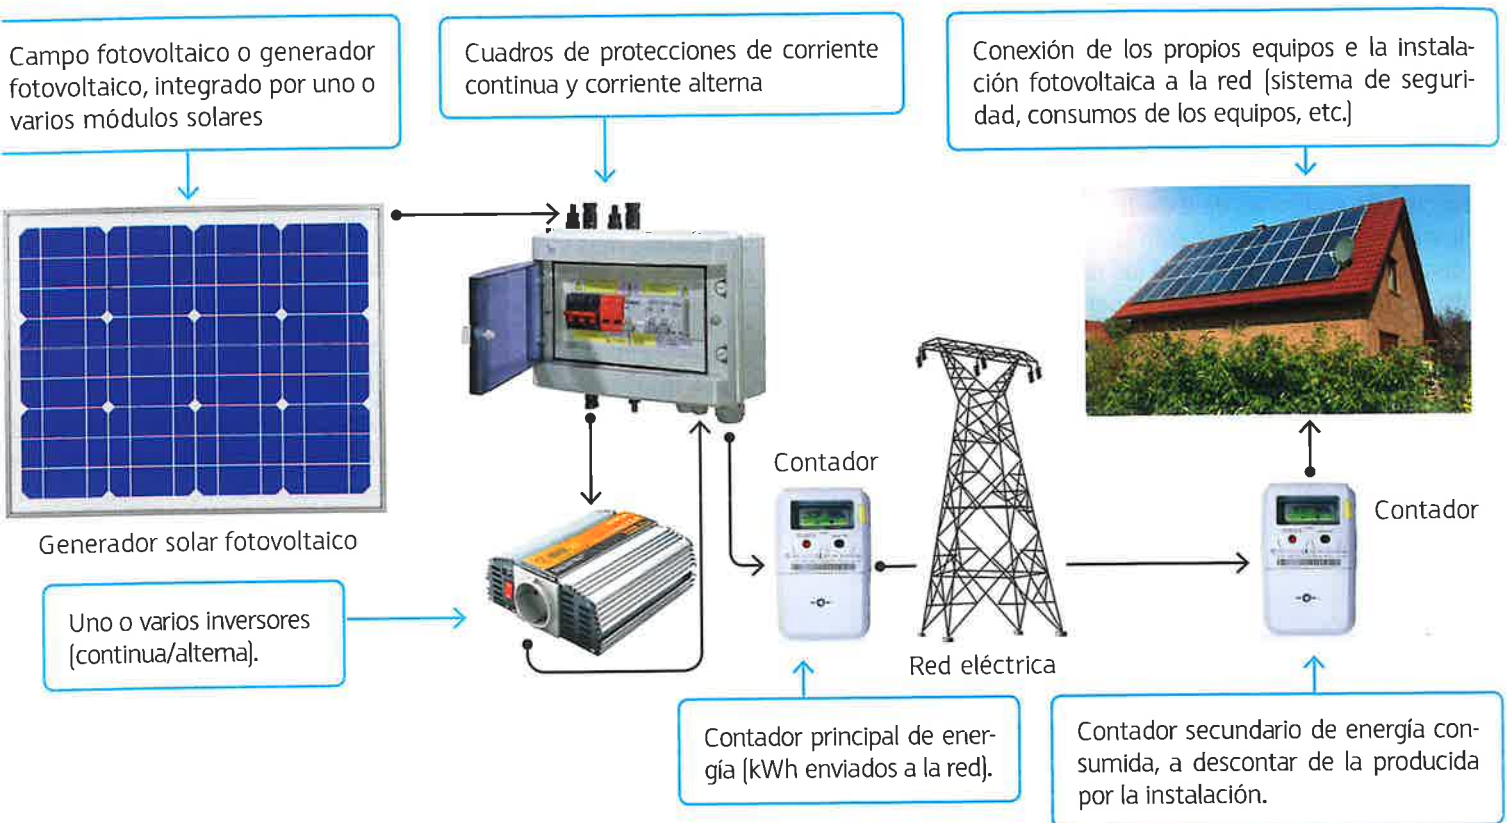 Campo fotovoltaico o generador
fotovoltaico, integrado por uno o
varios módulos solares
Cuadros de protecciones de corriente
continua y corriente alterna
Conexión de los propios equipos e la instala-
ción fotovoltaica a la red (sistema de seguri-
dad, consumos de los equipos, etc.)
Generador solar fotovoltaico
Uno o varios inversores
(continua/alterna).
Contador
Red eléctrica
Contador
Contador principal de ener-
gía (kWh enviados a la red).
Contador secundario de energía con-
sumida, a descontar de la producida
por la instalación.